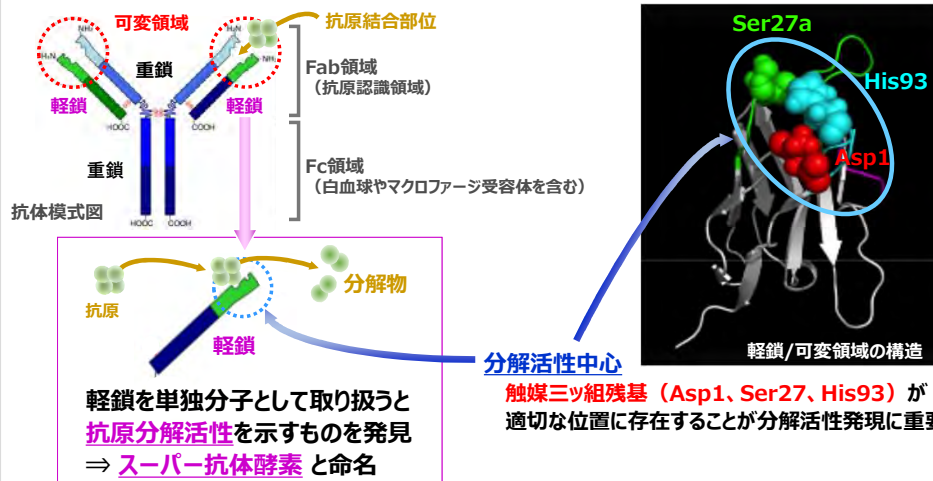 可変領域
抗原結合部位
NH₂
H₂N
H₂N
NH₂
重鎖
軽鎖
軽鎖
Fab領域
（抗原認識領域）
HOOC
COOH
重鎖
Fc領域
（白血球やマクロファージ受容体を含む）
抗体模式図
HOOC
COOH
抗原
分解物
軽鎖
軽鎖を単独分子として取り扱うと
抗原分解活性を示すものを発見
⇒ スーパー抗体酵素 と命名
Ser27a
His93
Asp1
軽鎖/可変領域の構造
分解活性中心
触媒三ッ組残基（Asp1、Ser27、His93）が
適切な位置に存在することが分解活性発現に重要